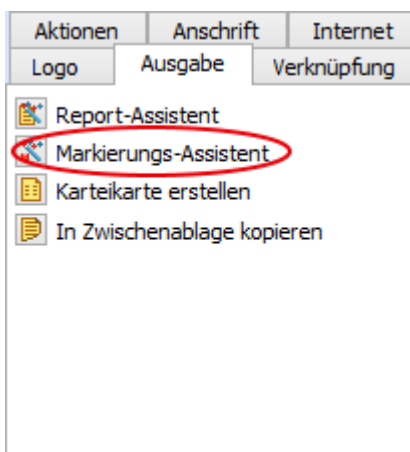 Aktionen Anschrift Internet
Logo Ausgabe Verknüpfung
Report-Assistent
Markierungs-Assistent
Karteikarte erstellen
In Zwischenablage kopieren